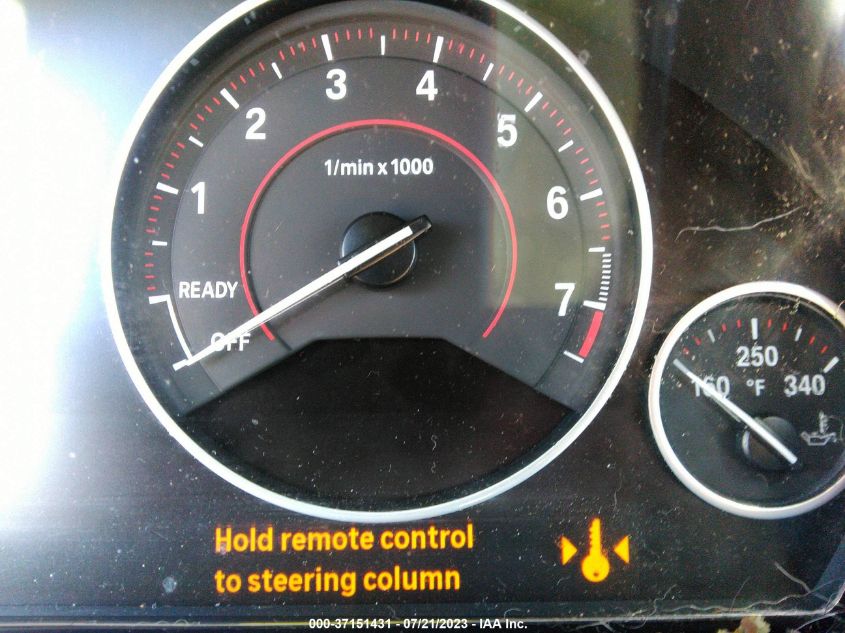 3 4
2 5
1/min x 1000
1 6
READY 7
OFF
250
160 °F 340
Hold remote control
to steering column
000-37151431 - 07/21/2023 - IAA Inc.